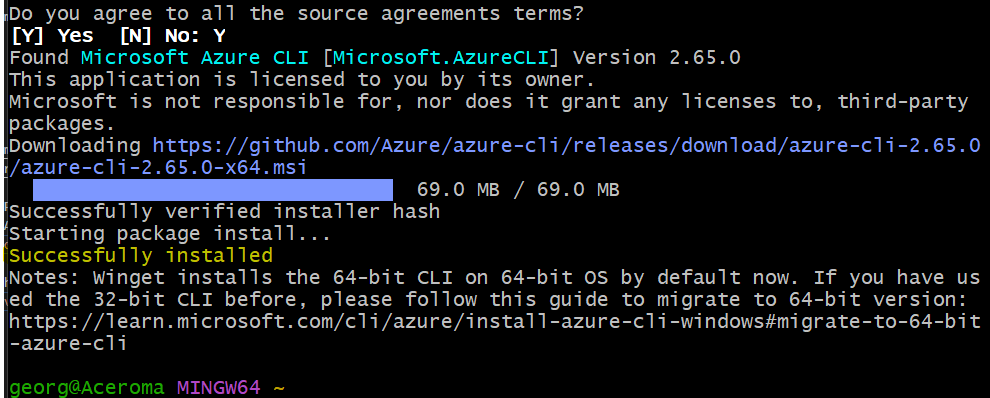 Do you agree to all the source agreements terms?
[Y] Yes  [N] No: Y
Found Microsoft Azure CLI [Microsoft.AzureCLI] Version 2.65.0
This application is licensed to you by its owner.
Microsoft is not responsible for, nor does it grant any licenses to, third-party
packages.
Downloading https://github.com/Azure/azure-cli/releases/download/azure-cli-2.65.0
/azure-cli-2.65.0-x64.msi
69.0 MB / 69.0 MB
Successfully verified installer hash
Starting package install...
Successfully installed
Notes: Winget installs the 64-bit CLI on 64-bit OS by default now. If you have us
ed the 32-bit CLI before, please follow this guide to migrate to 64-bit version:
https://learn.microsoft.com/cli/azure/install-azure-cli-windows#migrate-to-64-bit
-azure-cli
georg@Aceroma MINGW64 ~